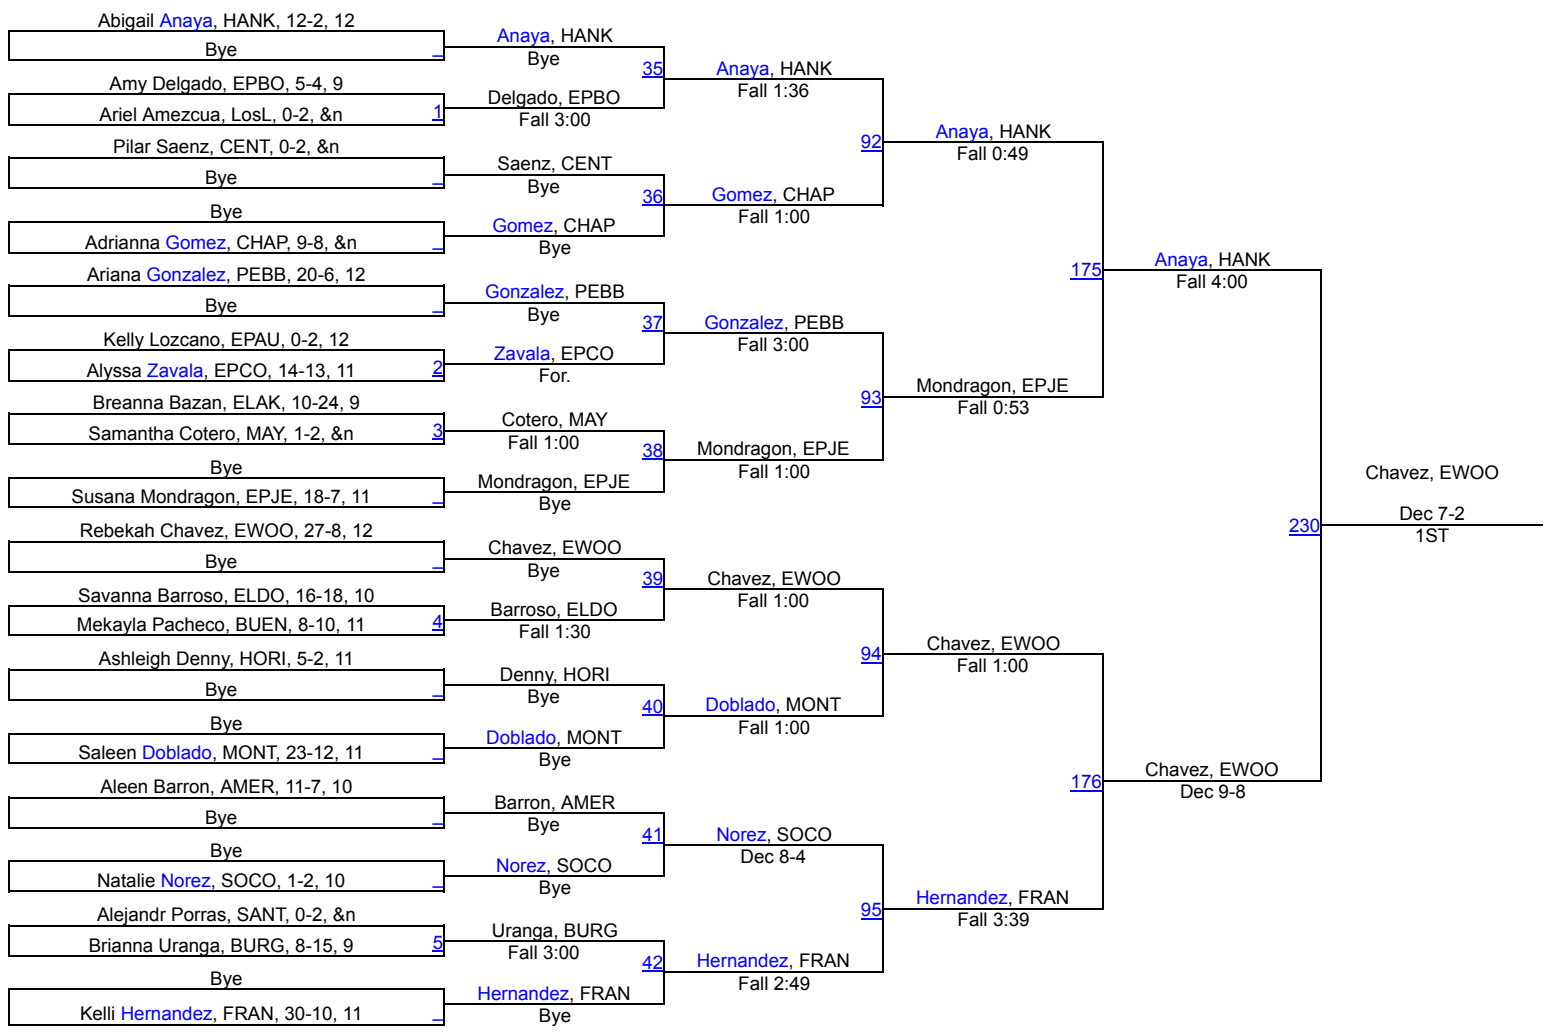 Abigail Anaya, HANK, 12-2, 12
Bye
Amy Delgado, EPBO, 5-4, 9
Ariel Amezcua, LosL, 0-2, &n
1
Pilar Saenz, CENT, 0-2, &n
Bye
Bye
Adrianna Gomez, CHAP, 9-8, &n
Ariana Gonzalez, PEBB, 20-6, 12
Bye
Kelly Lozcano, EPAU, 0-2, 12
Alyssa Zavala, EPCO, 14-13, 11
2
Breanna Bazan, ELAK, 10-24, 9
Samantha Cotero, MAY, 1-2, &n
3
Bye
Susana Mondragon, EPJE, 18-7, 11
Rebekah Chavez, EWOO, 27-8, 12
Bye
Savanna Barroso, ELDO, 16-18, 10
Mekayla Pacheco, BUEN, 8-10, 11
4
Ashleigh Denny, HORI, 5-2, 11
Bye
Bye
Saleen Doblado, MONT, 23-12, 11
Aleen Barron, AMER, 11-7, 10
Bye
Bye
Natalie Norez, SOCO, 1-2, 10
Alejandr Porras, SANT, 0-2, &n
Brianna Uranga, BURG, 8-15, 9
5
Bye
Kelli Hernandez, FRAN, 30-10, 11
Anaya, HANK
Bye
35
Delgado, EPBO
Fall 3:00
Saenz, CENT
Bye
36
Gomez, CHAP
Bye
Gonzalez, PEBB
Bye
37
Zavala, EPCO
For.
Cotero, MAY
Fall 1:00
38
Mondragon, EPJE
Bye
Chavez, EWOO
Bye
39
Barroso, ELDO
Fall 1:30
Denny, HORI
Bye
40
Doblado, MONT
Bye
Barron, AMER
Bye
41
Norez, SOCO
Bye
Uranga, BURG
Fall 3:00
42
Hernandez, FRAN
Bye
Anaya, HANK
Fall 1:36
92
Gomez, CHAP
Fall 1:00
Gonzalez, PEBB
Fall 3:00
93
Mondragon, EPJE
Fall 1:00
Chavez, EWOO
Fall 1:00
94
Doblado, MONT
Fall 1:00
Norez, SOCO
Dec 8-4
95
Hernandez, FRAN
Fall 2:49
Anaya, HANK
Fall 0:49
175
Mondragon, EPJE
Fall 0:53
Chavez, EWOO
Fall 1:00
176
Hernandez, FRAN
Fall 3:39
Anaya, HANK
Fall 4:00
230
Chavez, EWOO
Dec 9-8
Chavez, EWOO
Dec 7-2
1ST